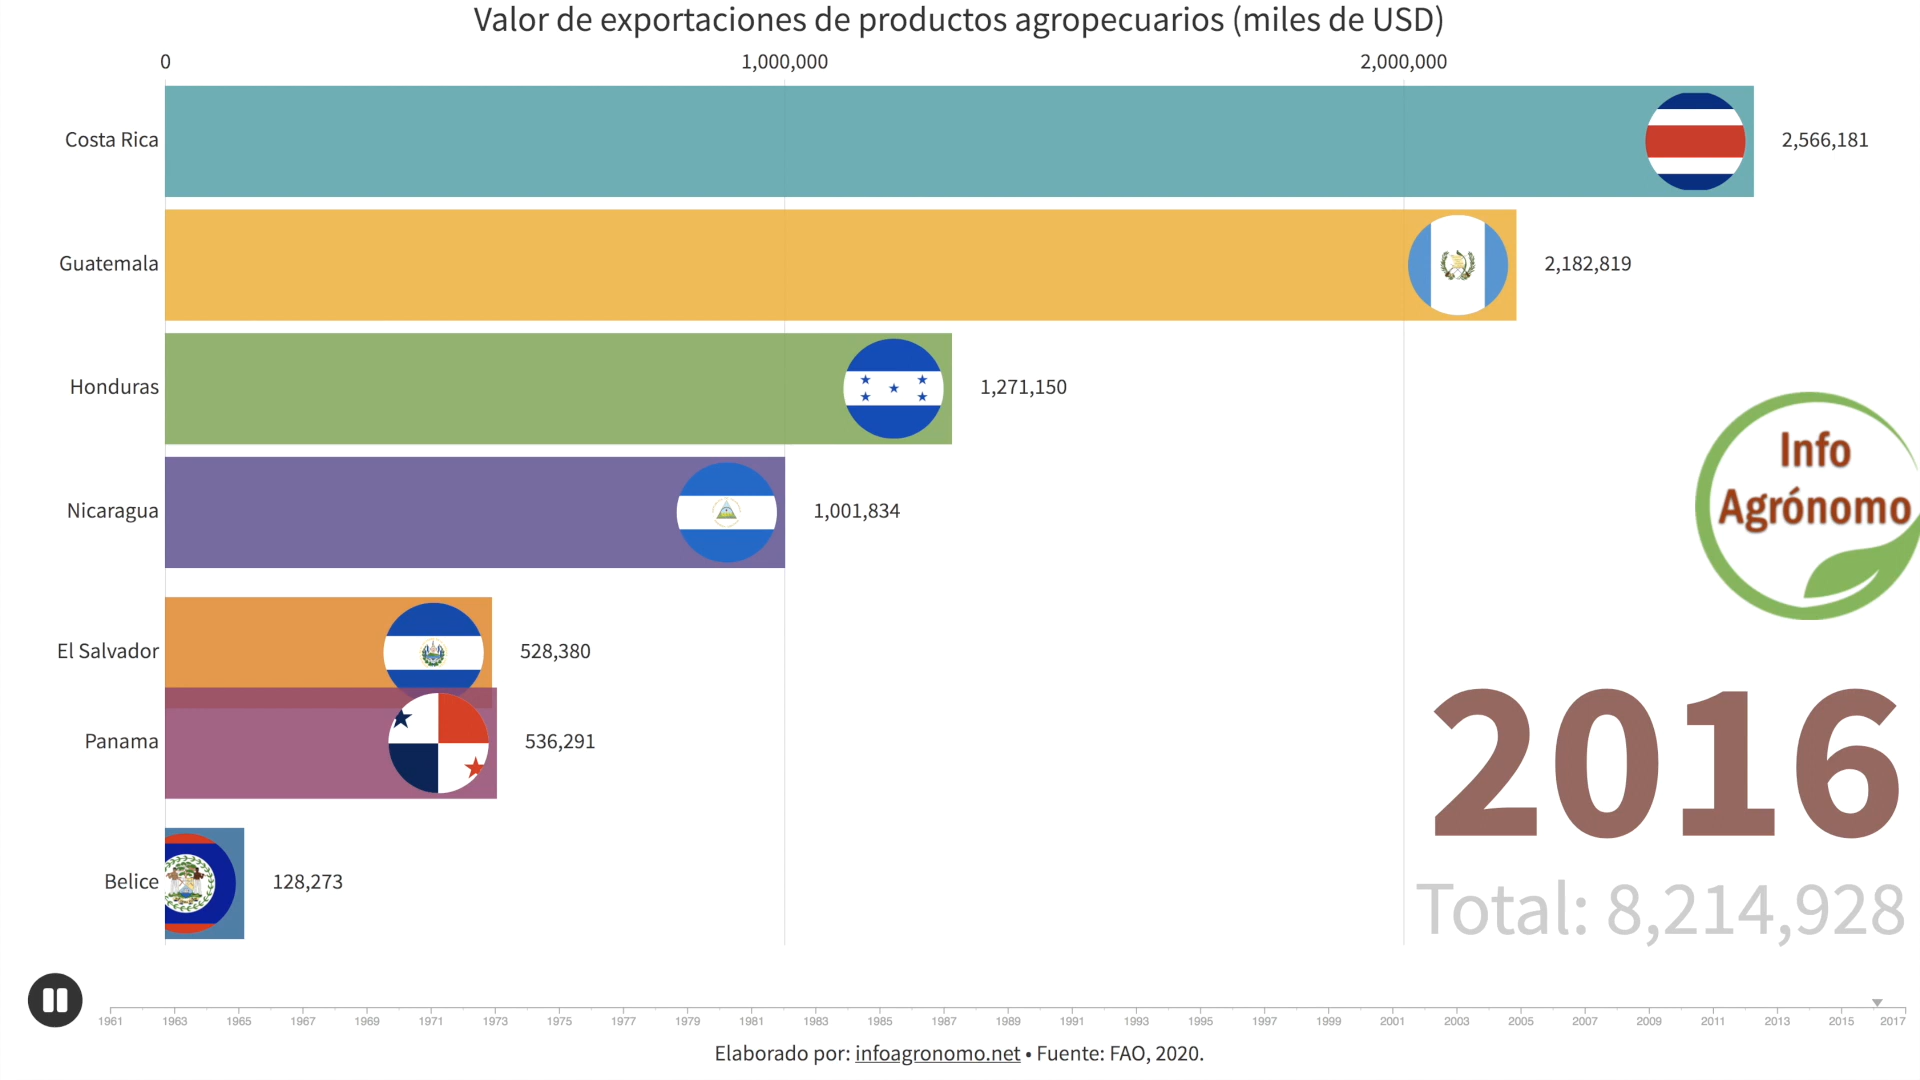 Valor de exportaciones de productos agropecuarios (miles de USD)
0 1,000,000 2,000,000
Costa Rica 2,566,181
Guatemala 2,182,819
Honduras 1,271,150
Nicaragua 1,001,834
El Salvador 528,380
Panama 536,291
Belice 128,273
Info
Agrónomo
2016
Total: 8,214,928
1961 1963 1965 1967 1969 1971 1973 1975 1977 1979 1981 1983 1985 1987 1989 1991 1993 1995 1997 1999 2001 2003 2005 2007 2009 2011 2013 2015 2017
Elaborado por: infoagronomo.net • Fuente: FAO, 2020.